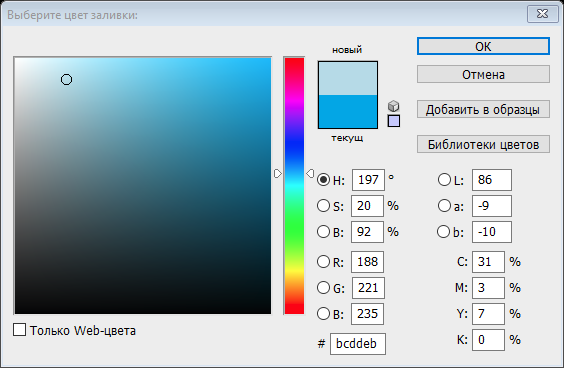 Выберите цвет заливки:
новый
текущ
OK
Отмена
Добавить в образцы
Библиотеки цветов
H: 197 °
S: 20 %
B: 92 %
R: 188
G: 221
B: 235
# bcddeb
L: 86
a: -9
b: -10
C: 31 %
M: 3 %
Y: 7 %
K: 0 %
Только Web-цвета